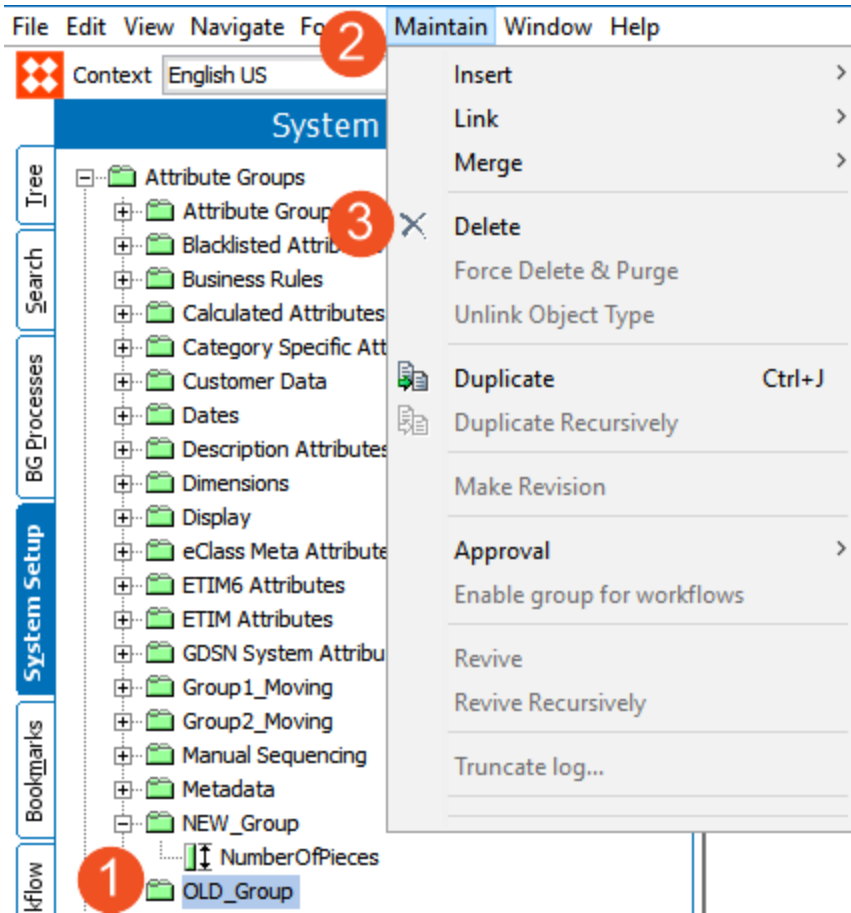 File Edit View Navigate Fo 2 Maintain Window Help
Context English US
System
Tree
Search
BG Processes
System Setup
Bookmarks
kflow
Attribute Groups
Attribute Group
Blacklisted Attrib
Business Rules
Calculated Attributes
Category Specific Att
Customer Data
Dates
Description Attributes
Dimensions
Display
eClass Meta Attribute
ETIM6 Attributes
ETIM Attributes
GDSN System Attribu
Group1_Moving
Group2_Moving
Manual Sequencing
Metadata
NEW_Group
NumberOfPieces
1 OLD_Group
Insert
Link
Merge
3 Delete
Force Delete & Purge
Unlink Object Type
Duplicate Ctrl+J
Duplicate Recursively
Make Revision
Approval
Enable group for workflows
Revive
Revive Recursively
Truncate log...